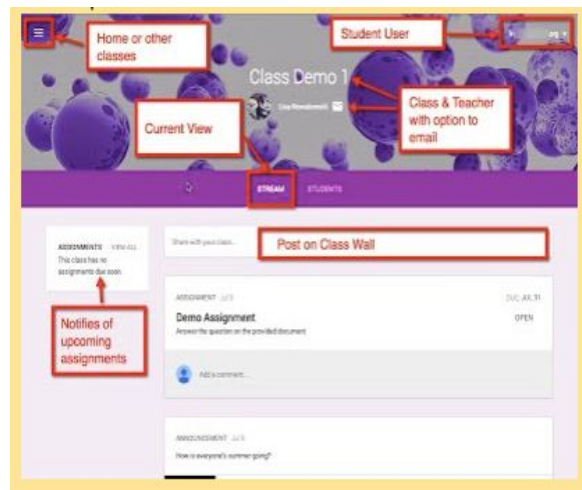 Home or other
classes
Student User
Class Demo 1
Class & Teacher
with option to
email
Current View
STREAM STUDENTS
ASSIGNMENTS VIEW ALL
This class has no
assignments due soon.
Share with your class...
Post on Class Wall
Notifies of
upcoming
assignments
ASSIGNMENT
DUE: JUL 31
Demo Assignment
OPEN
Answer the question on the provided document
Add a comment...
ANNOUNCEMENT
How is everyone's summer going?